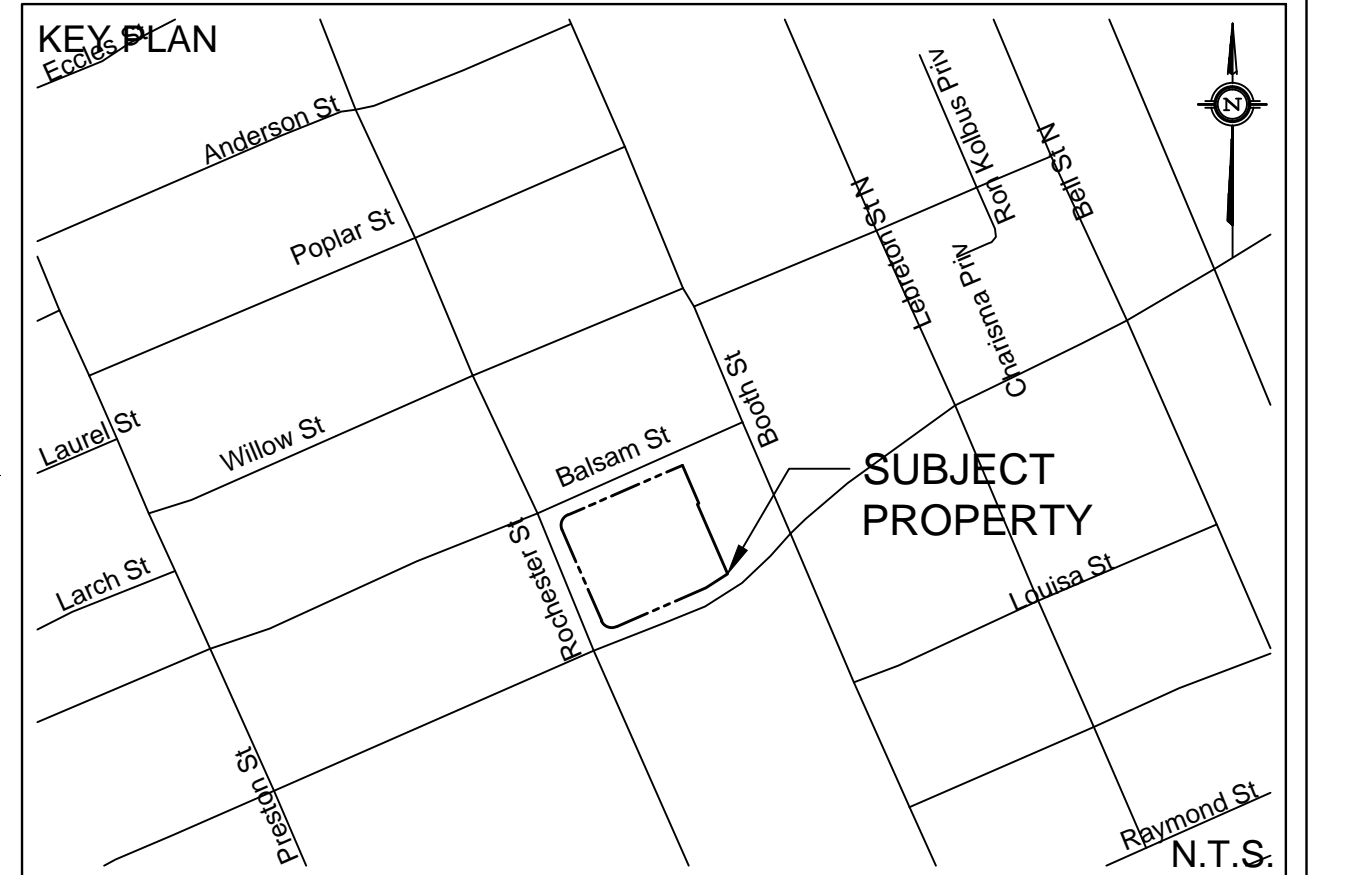 KEY PLAN
Eccles St
Anderson St
Poplar St
Ron Kolbus Priv
Bell St N
Lebreton St N
Charisma Priv
N
Laurel St
Willow St
Booth St
Balsam St
SUBJECT
PROPERTY
Larch St
Rochester St
Louisa St
Preston St
Raymond St
N.T.S.